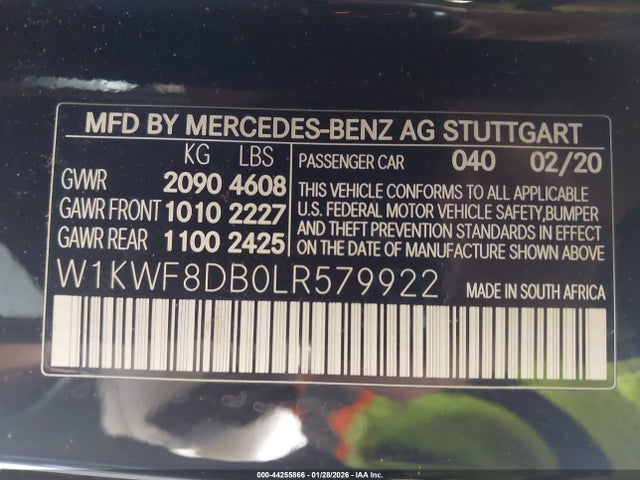 MFD BY MERCEDES-BENZ AG STUTTGART
KG LBS
GVWR 2090 4608
GAWR FRONT 1010 2227
GAWR REAR 1100 2425
PASSENGER CAR 040 02/20
THIS VEHICLE CONFORMS TO ALL APPLICABLE
U.S. FEDERAL MOTOR VEHICLE SAFETY,BUMPER
AND THEFT PREVENTION STANDARDS IN EFFECT
ON THE DATE OF MANUFACTURE SHOWN ABOVE.
W1KWF8DB0LR579922
MADE IN SOUTH AFRICA
000-44255866 - 01/28/2026 - IAA Inc.